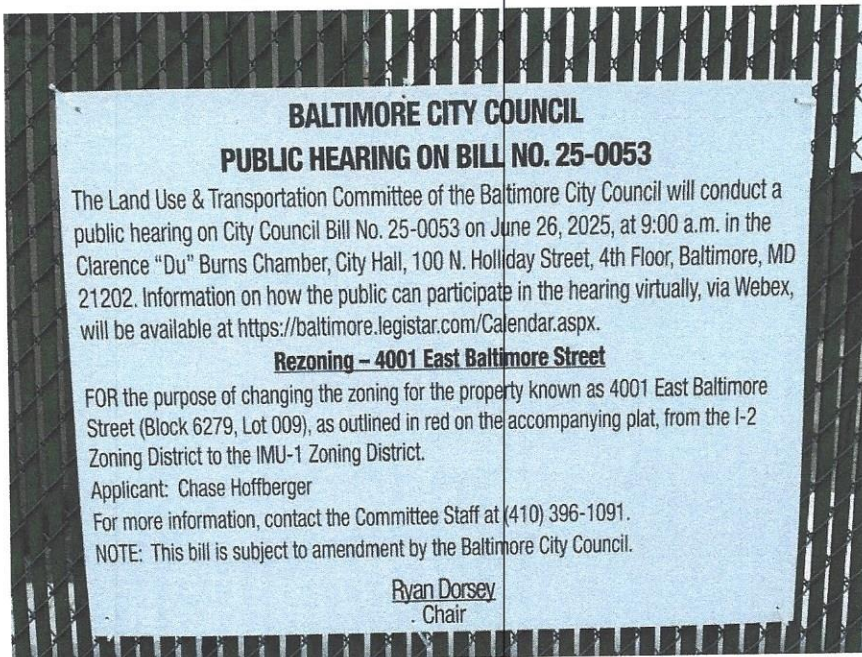 BALTIMORE CITY COUNCIL
PUBLIC HEARING ON BILL NO. 25-0053
The Land Use & Transportation Committee of the Baltimore City Council will conduct a
public hearing on City Council Bill No. 25-0053 on June 26, 2025, at 9:00 a.m. in the
Clarence “Du” Burns Chamber, City Hall, 100 N. Holliday Street, 4th Floor, Baltimore, MD
21202. Information on how the public can participate in the hearing virtually, via Webex,
will be available at https://baltimore.legistar.com/Calendar.aspx.
Rezoning – 4001 East Baltimore Street
FOR the purpose of changing the zoning for the property known as 4001 East Baltimore
Street (Block 6279, Lot 009), as outlined in red on the accompanying plat, from the I-2
Zoning District to the IMU-1 Zoning District.
Applicant: Chase Hoffberger
For more information, contact the Committee Staff at (410) 396-1091.
NOTE: This bill is subject to amendment by the Baltimore City Council.
Ryan Dorsey
Chair